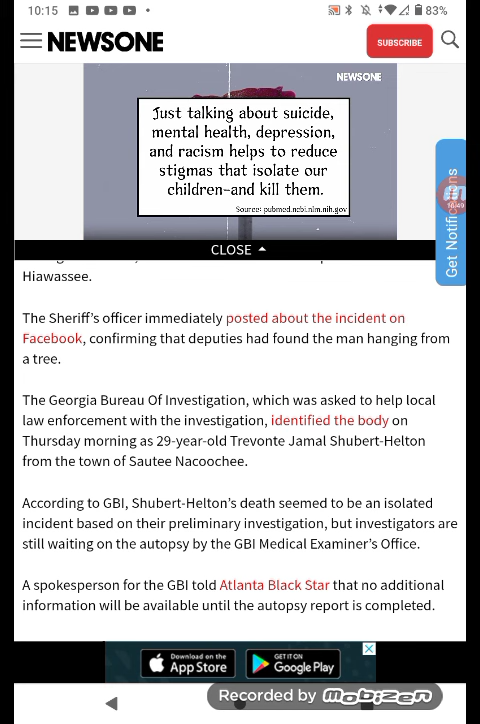 10:15
83%
NEWSONE
SUBSCRIBE
NEWSONE
Just talking about suicide,
mental health, depression,
and racism helps to reduce
stigmas that isolate our
children-and kill them.
Source: pubmed.ncbi.nlm.nih.gov
Get Notifications
CLOSE
Hiawassee.
The Sheriff's officer immediately posted about the incident on
Facebook, confirming that deputies had found the man hanging from
a tree.
The Georgia Bureau Of Investigation, which was asked to help local
law enforcement with the investigation, identified the body on
Thursday morning as 29-year-old Trevonte Jamal Shubert-Helton
from the town of Sautee Nacoochee.
According to GBI, Shubert-Helton's death seemed to be an isolated
incident based on their preliminary investigation, but investigators are
still waiting on the autopsy by the GBI Medical Examiner's Office.
A spokesperson for the GBI told Atlanta Black Star that no additional
information will be available until the autopsy report is completed.
Download on the
App Store
GET IT ON
Google Play
Recorded by mobizen